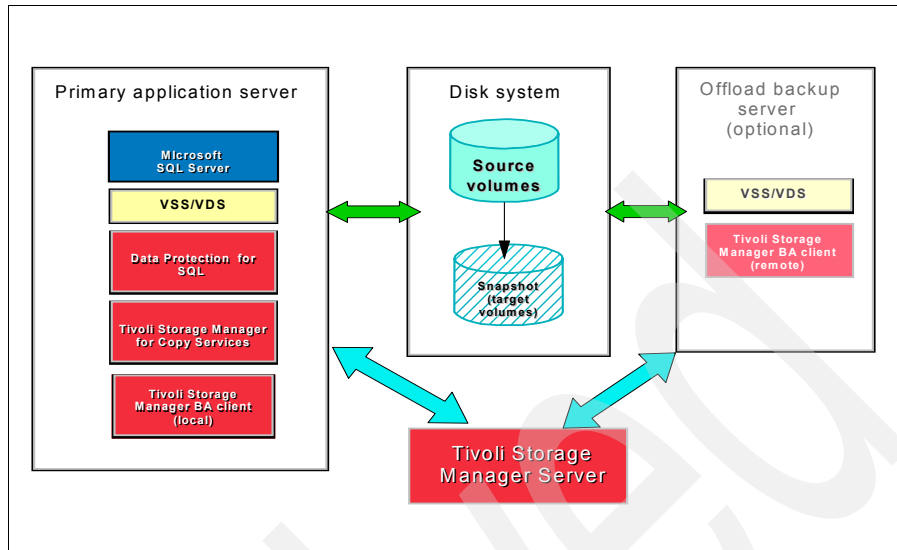 Primary application server
MIcrosoft
SQL Server
VSS/VDS
Data Protection for
SQL
Tivoli Storage Manager
for Copy Services
Tivoli Storage
Manager BA client
(local)
Disk system
Source
volumes
Snapshot
(target
volumes)
Offload backup
server
(optional)
VSS/VDS
Tivoli Storage
Manager BA client
(remote)
Tivoli Storage
Manager Server